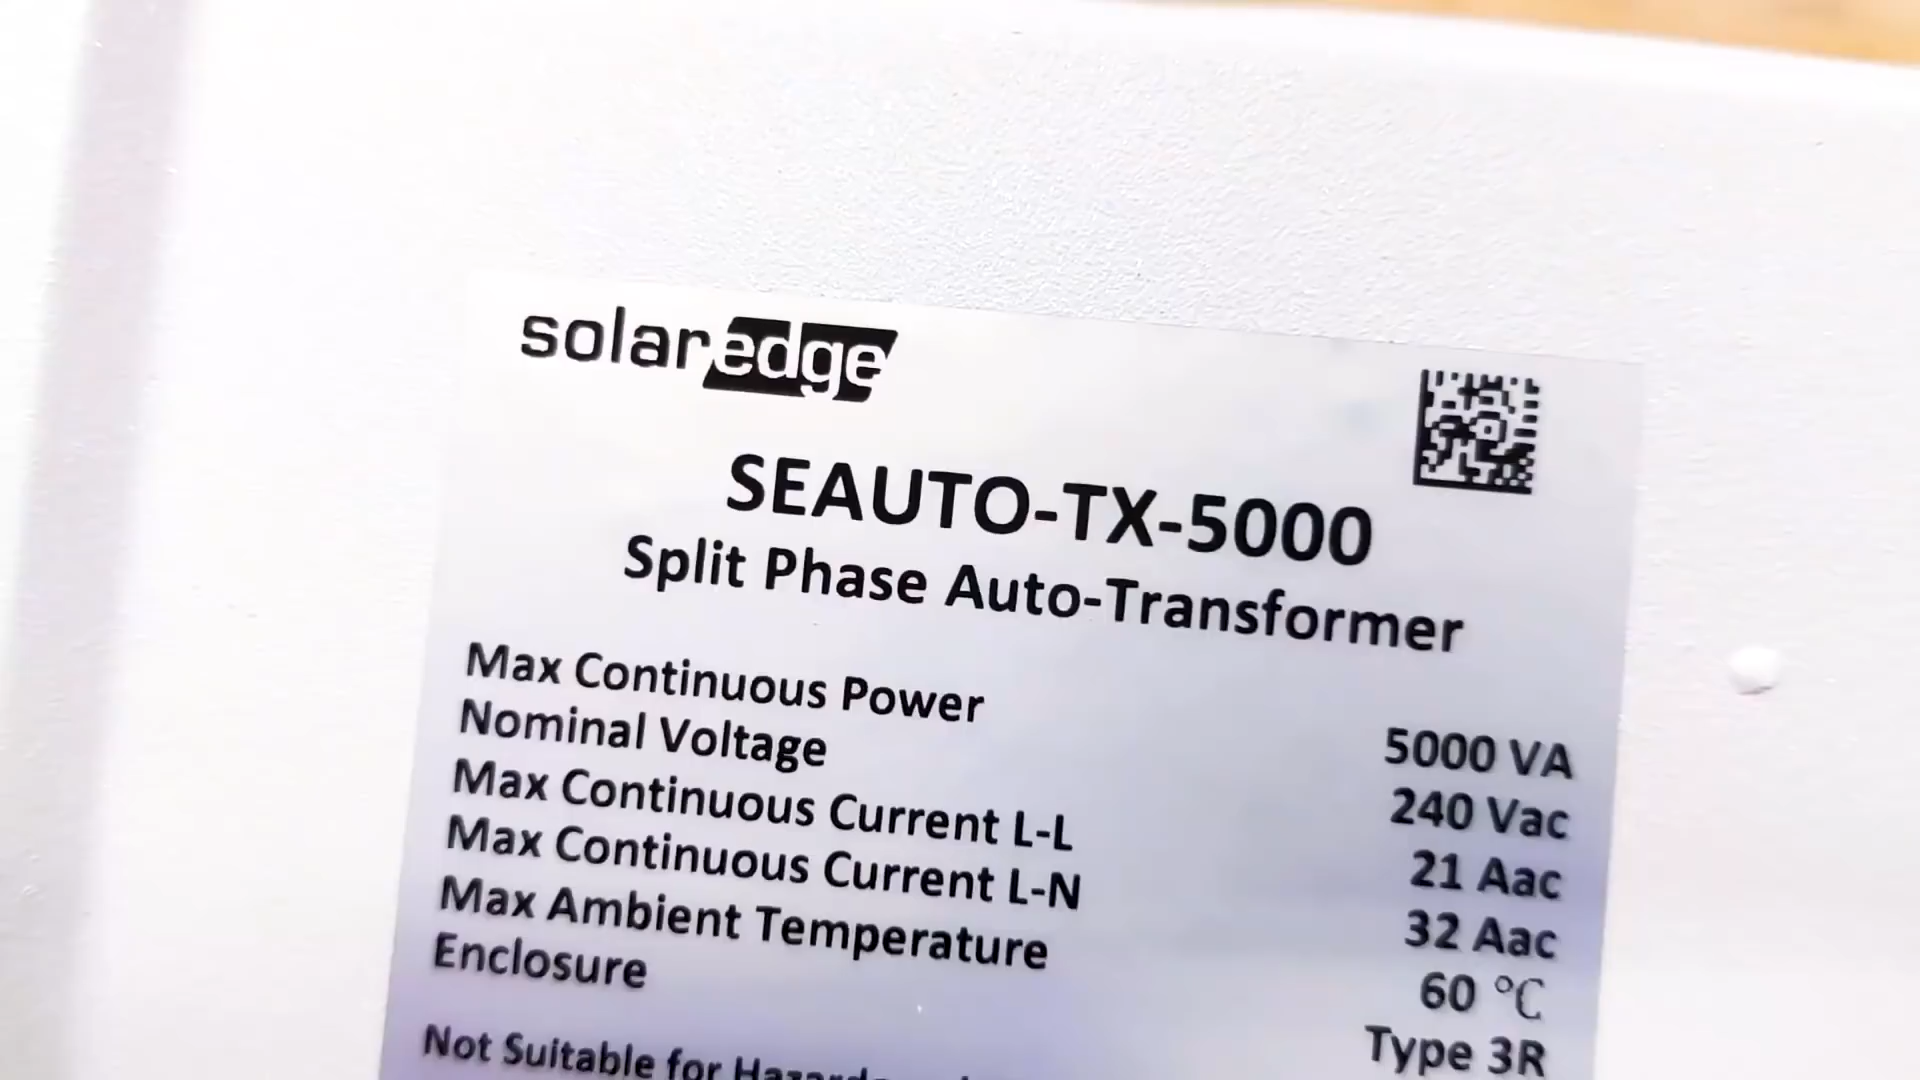 solaredge
SEAUTO-TX-5000
Split Phase Auto-Transformer
Max Continuous Power 5000 VA
Nominal Voltage 240 Vac
Max Continuous Current L-L 21 Aac
Max Continuous Current L-N 32 Aac
Max Ambient Temperature 60 °C
Enclosure Type 3R
Not Suitable for